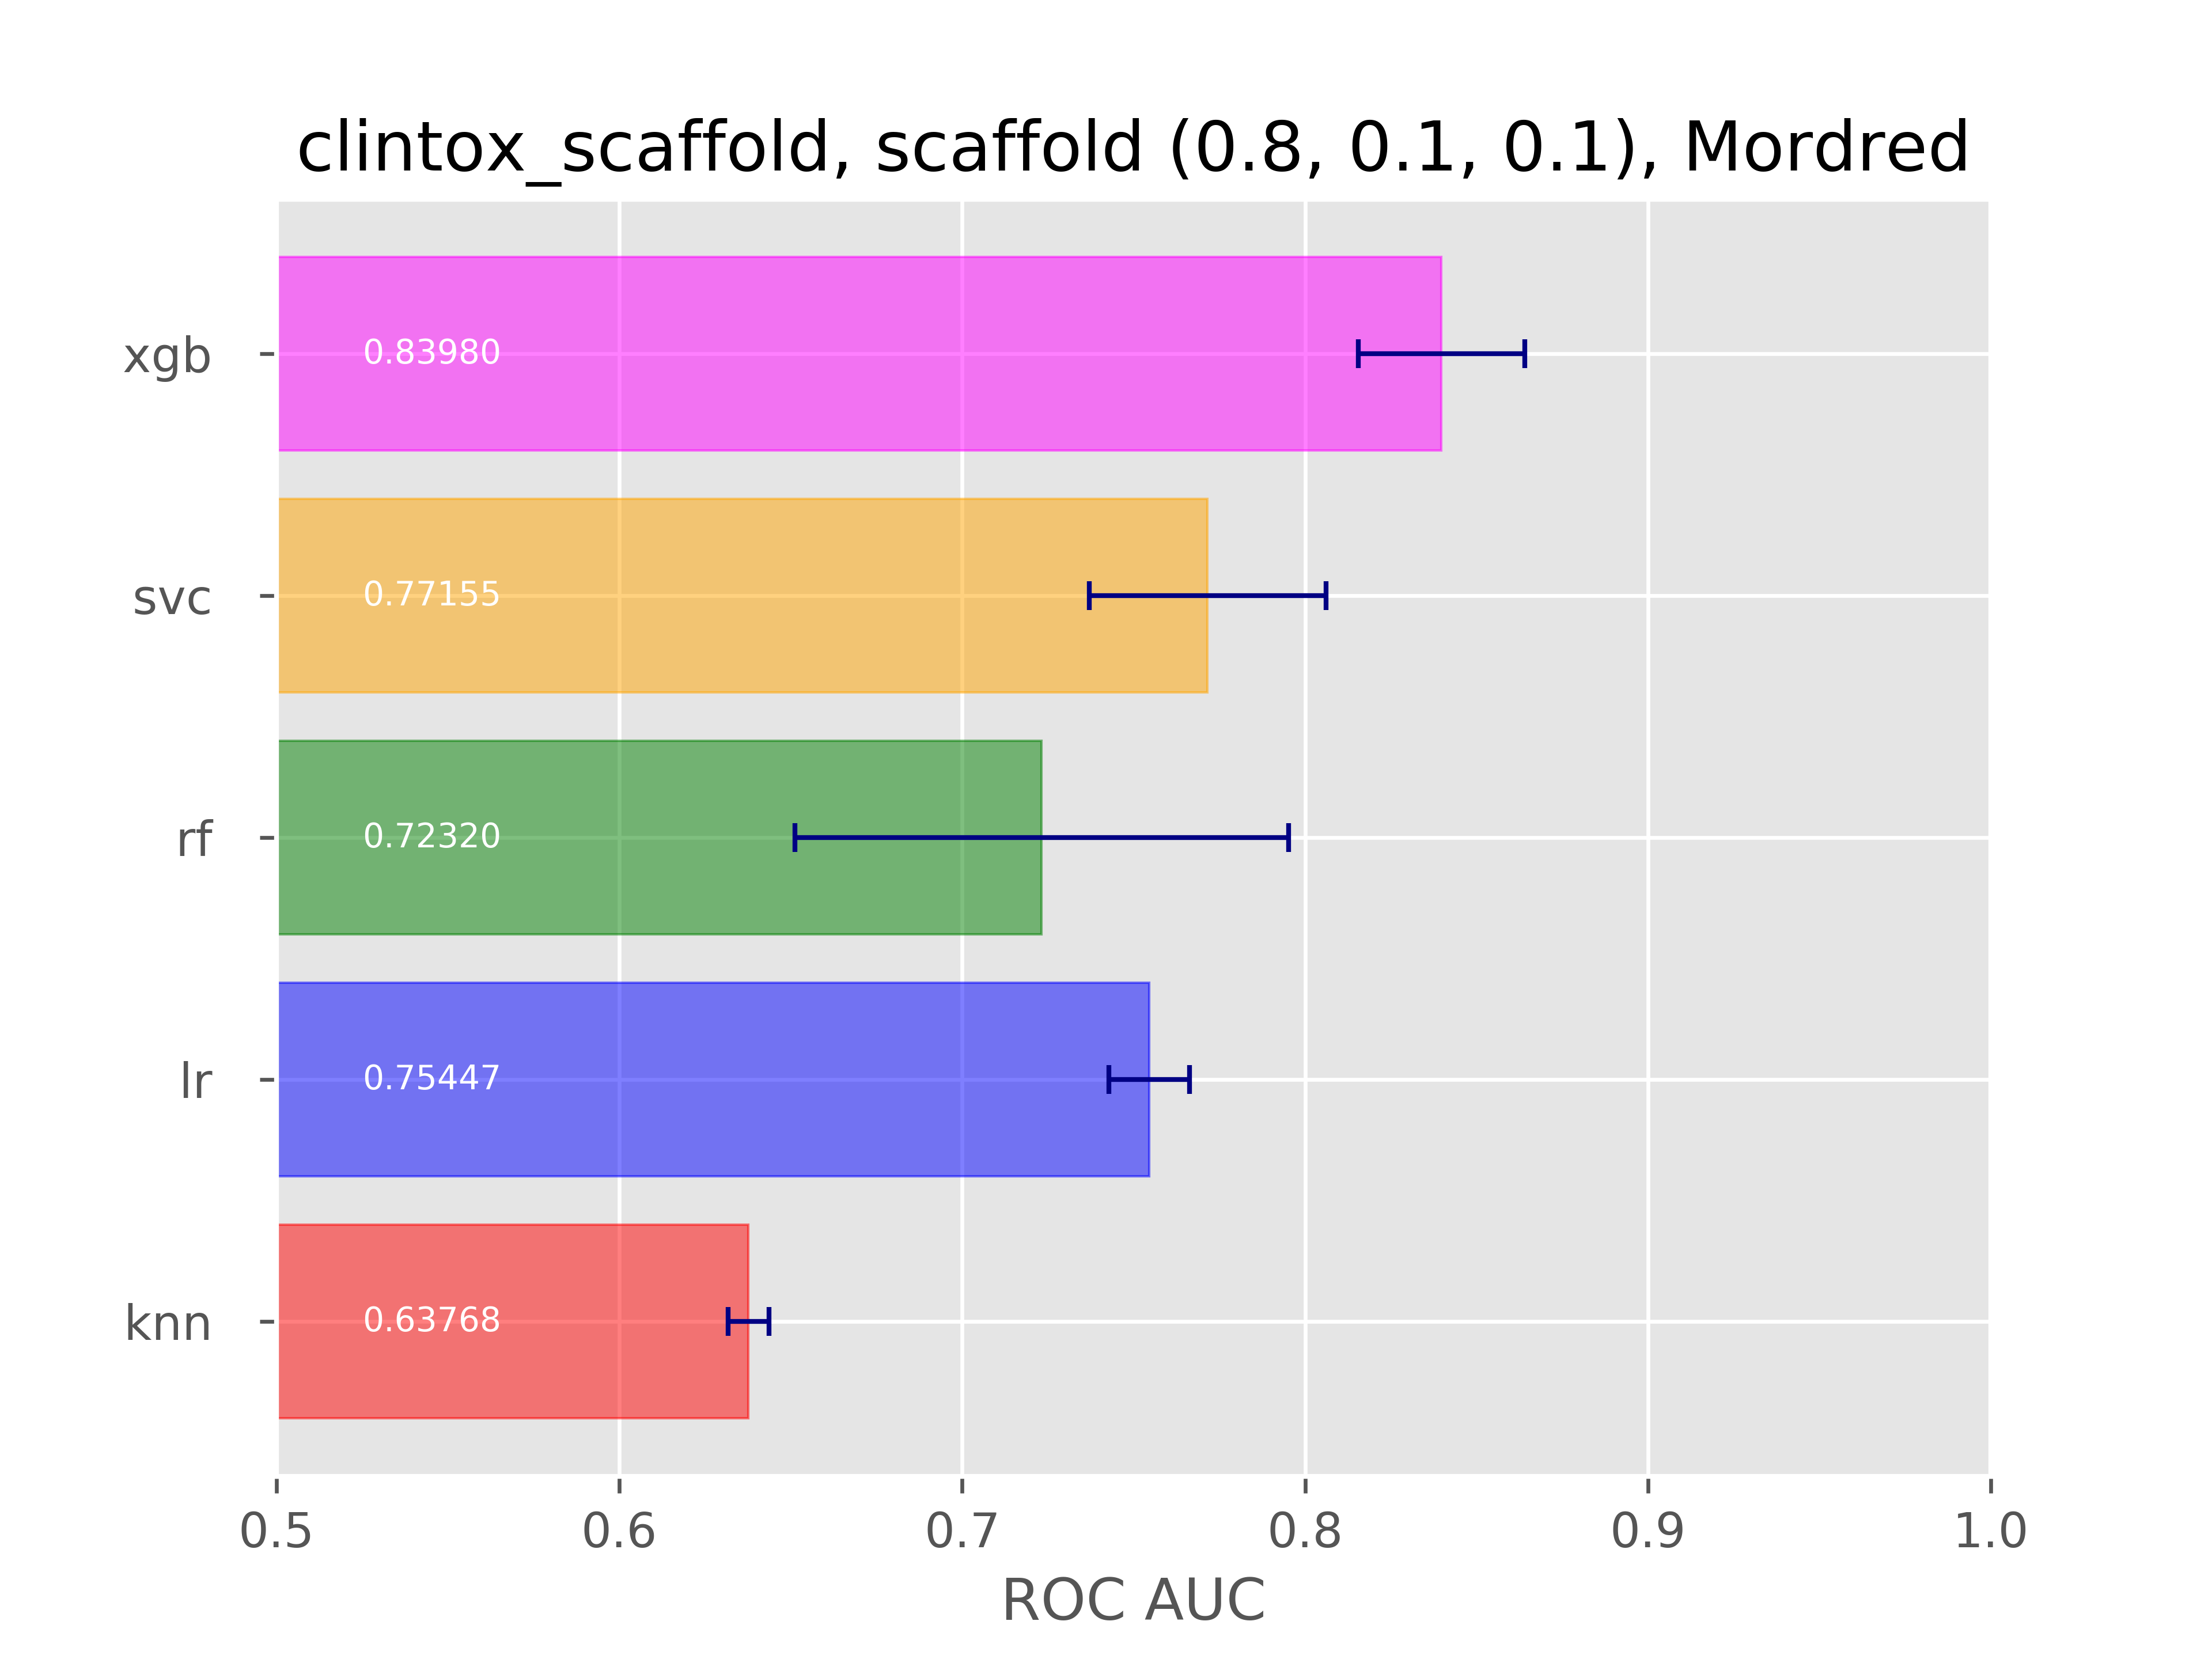 clintox_scaffold, scaffold (0.8, 0.1, 0.1), Mordred
xgb
0.83980
svc
0.77155
rf
0.72320
lr
0.75447
knn
0.63768
0.5 0.6 0.7 0.8 0.9 1.0
ROC AUC